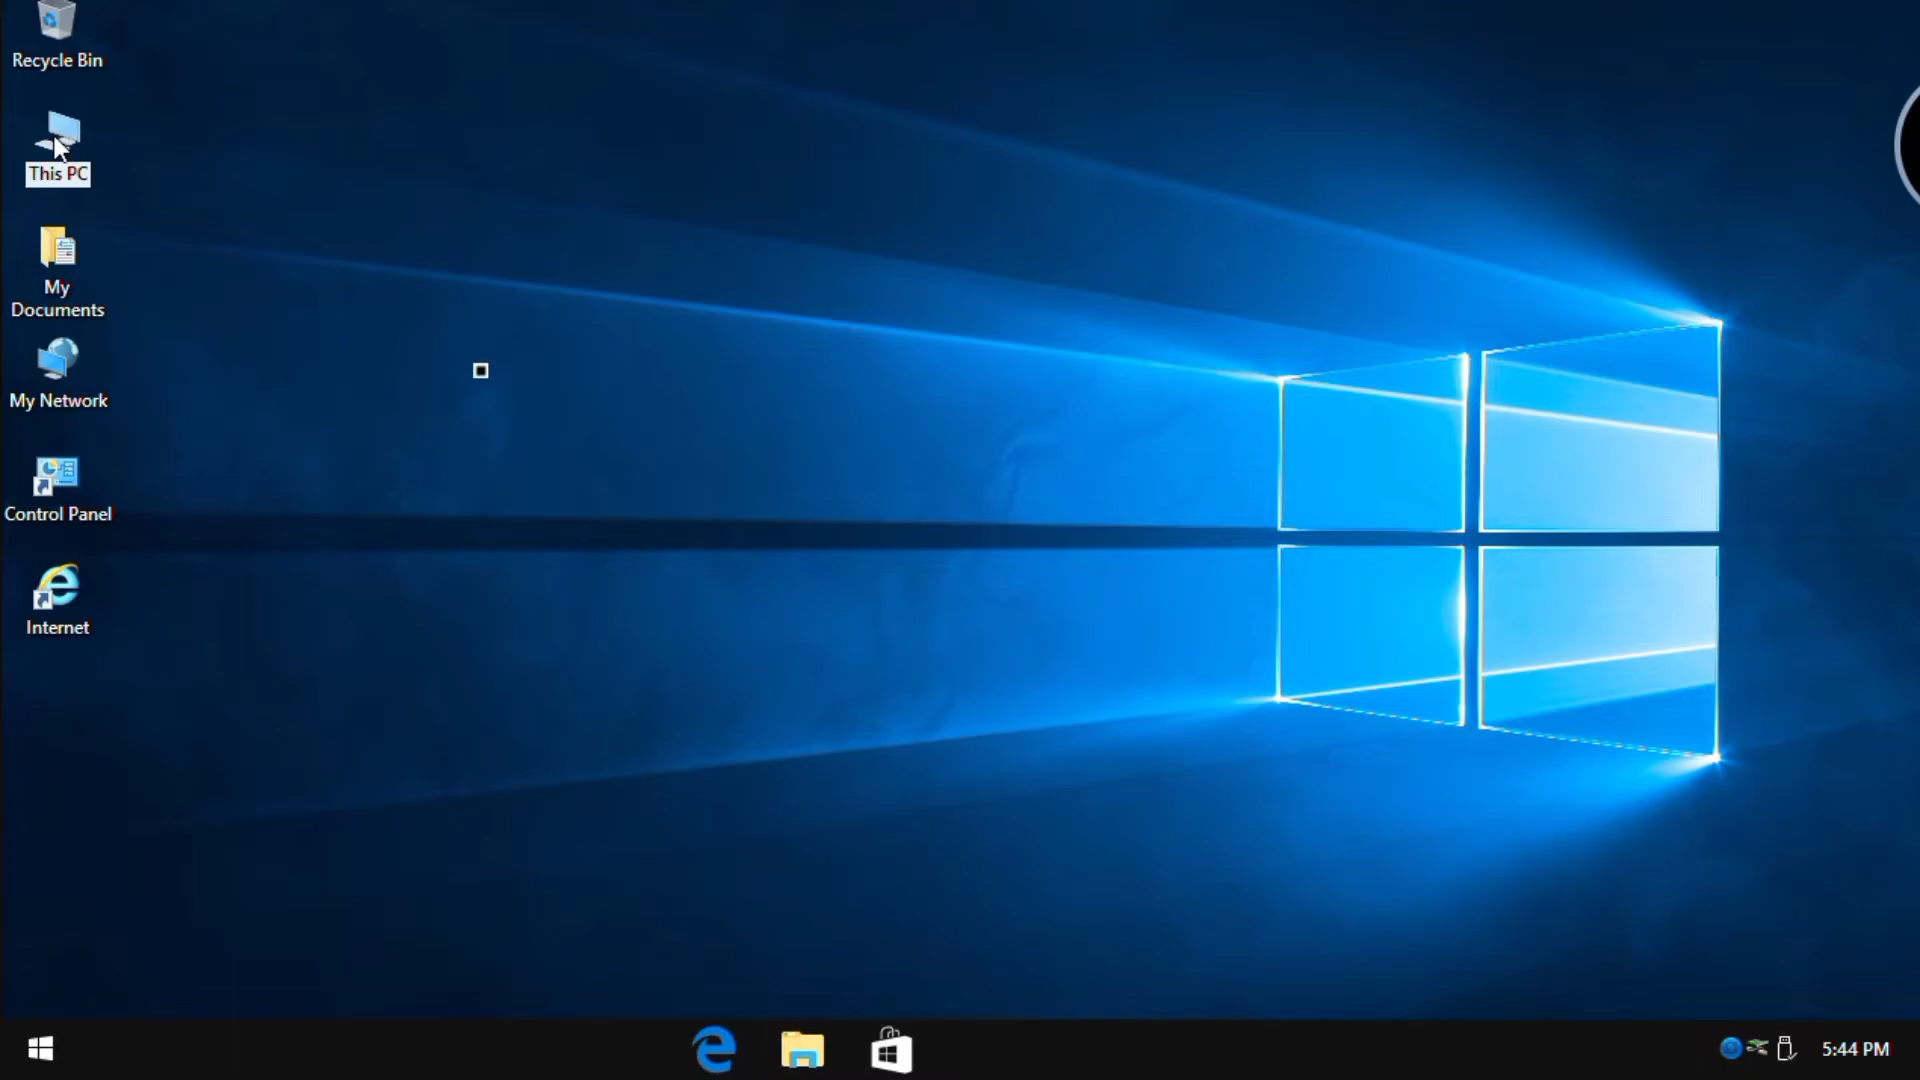 Recycle Bin
This PC
My
Documents
My Network
Control Panel
Internet
5:44 PM